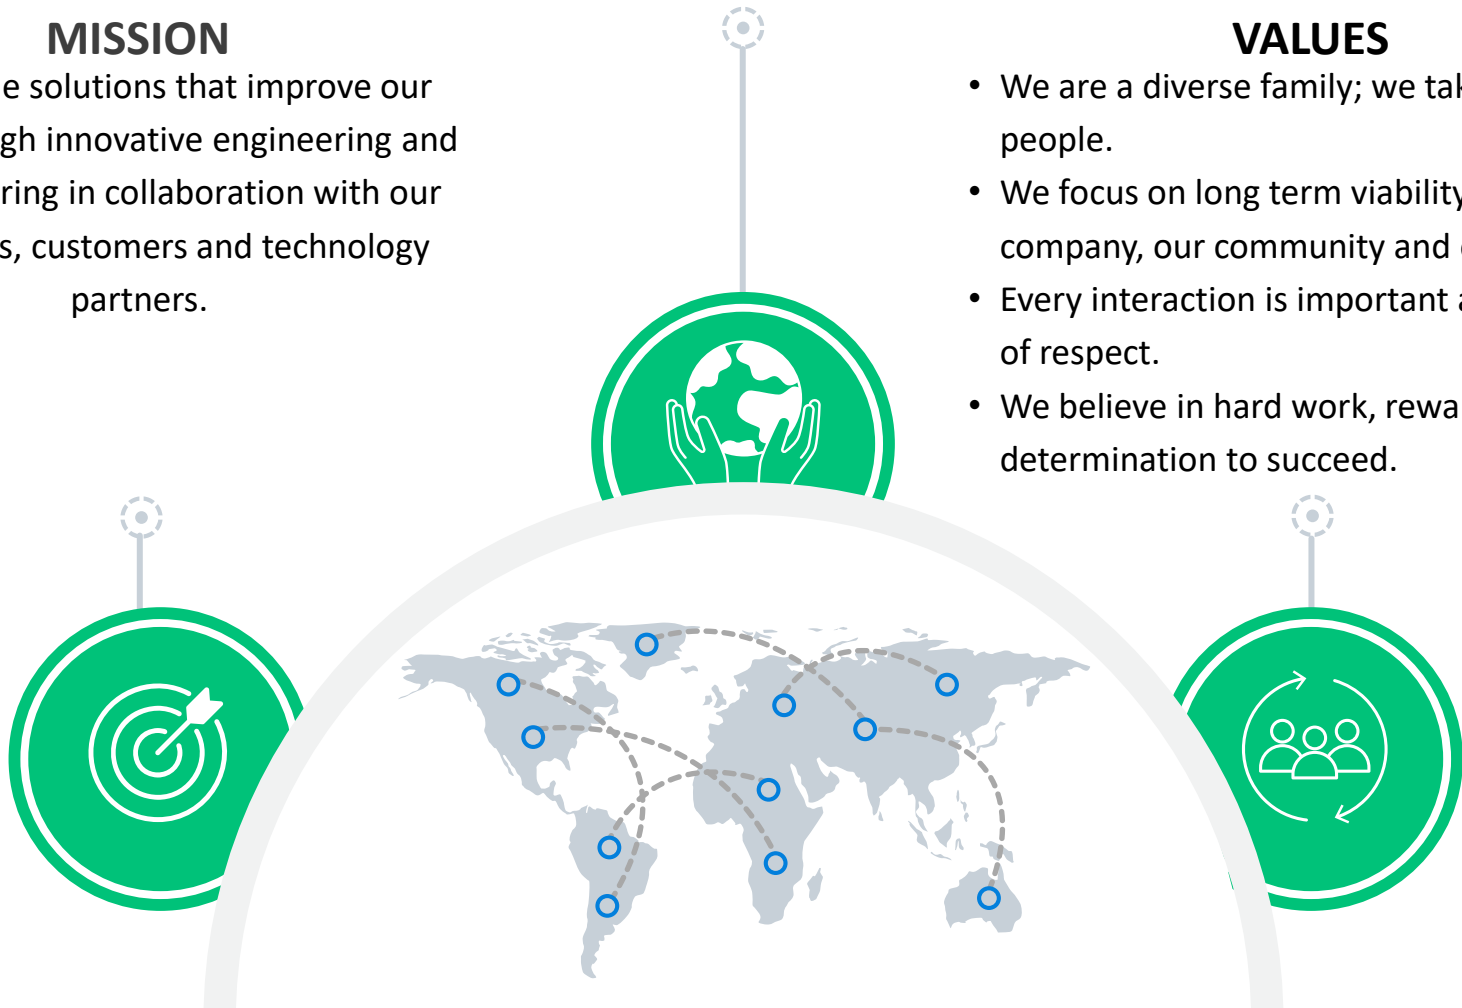 MISSION
e solutions that improve our
gh innovative engineering and
ring in collaboration with our
s, customers and technology
partners.
VALUES
• We are a diverse family; we tak
people.
• We focus on long term viability
company, our community and
• Every interaction is important a
of respect.
• We believe in hard work, rewa
determination to succeed.